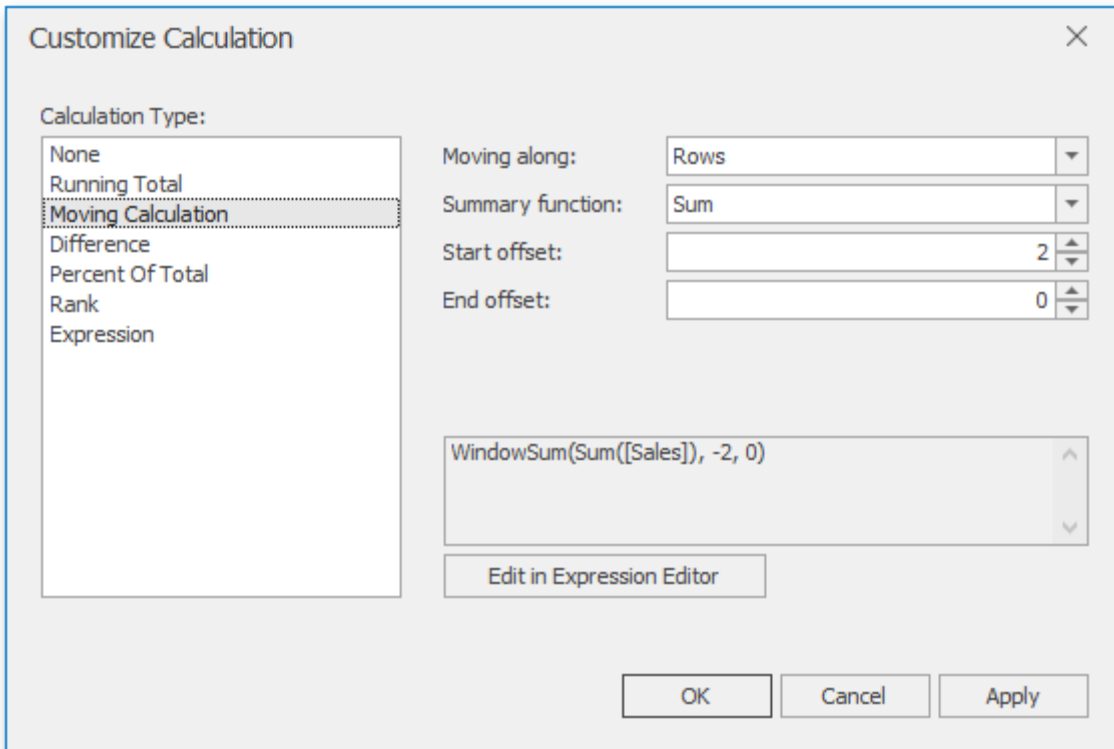 Customize Calculation
Calculation Type:
None
Running Total
Moving Calculation
Difference
Percent Of Total
Rank
Expression
Moving along:
Rows
Summary function:
Sum
Start offset:
2
End offset:
0
WindowSum(Sum([Sales]), -2, 0)
Edit in Expression Editor
OK
Cancel
Apply